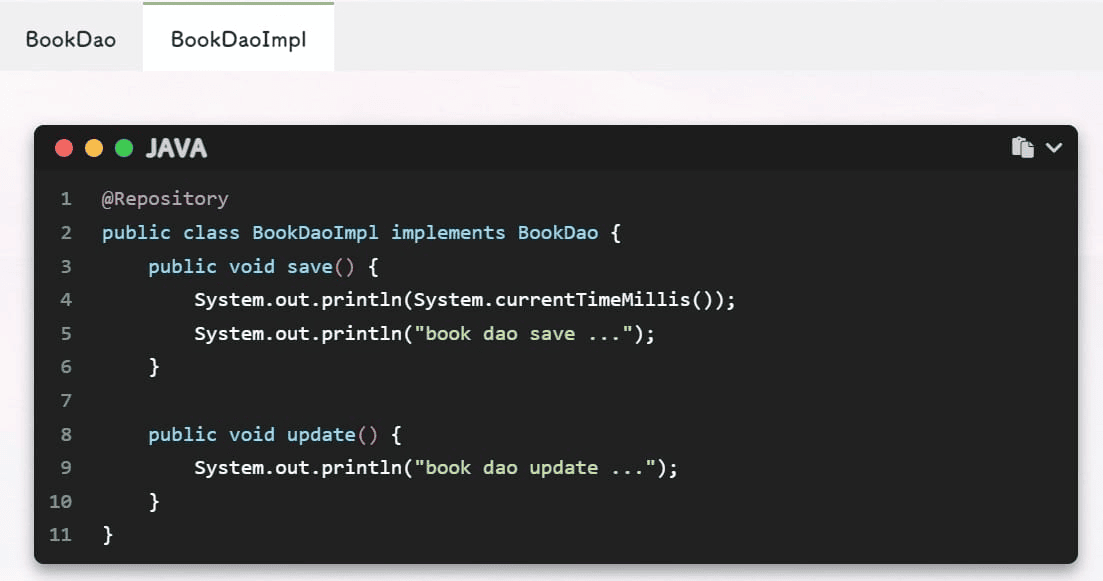 BookDao BookDaoImpl
JAVA
1 @Repository
2 public class BookDaoImpl implements BookDao {
3     public void save() {
4         System.out.println(System.currentTimeMillis());
5         System.out.println("book dao save ...");
6     }
7
8     public void update() {
9         System.out.println("book dao update ...");
10     }
11 }